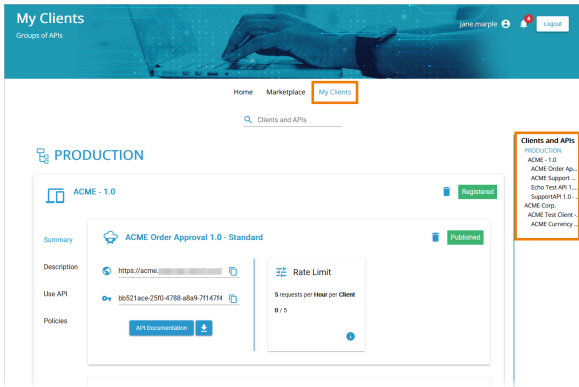 My Clients
Groups of APIs
jane.marple
4
Logout
Home Marketplace My Clients
Clients and APIs
PRODUCTION
ACME - 1.0
Registered
Summary
Description
Use API
Policies
ACME Order Approval 1.0 - Standard
Published
https://acme.
bb521ace-25f0-4788-a8a9-7f147f4
API Documentation
Rate Limit
5 requests per Hour per Client
0 / 5
Clients and APIs
PRODUCTION
ACME - 1.0
ACME Order Ap...
ACME Support ...
Echo Test API 1....
SupportAPI 1.0 - ..
ACME Corp.
ACME Test Client -..
ACME Currency ...